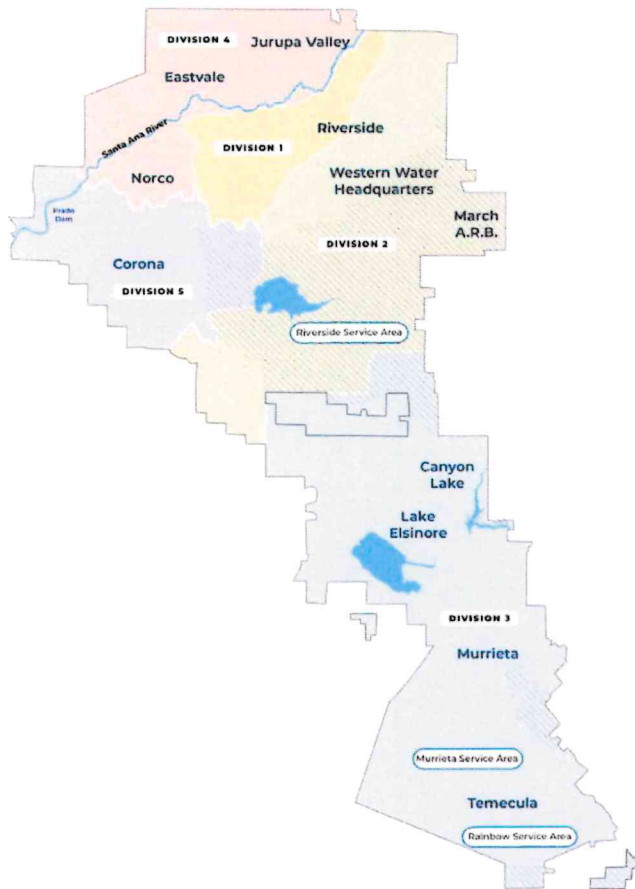 DIVISION 4
Jurupa Valley
Eastvale
Santa Ana River
DIVISION 1
Riverside
Norco
Western Water
Headquarters
Prado
Dam
March
A.R.B.
DIVISION 2
Corona
DIVISION 5
Riverside Service Area
Canyon
Lake
Lake
Elsinore
DIVISION 3
Murrieta
Murrieta Service Area
Temecula
Rainbow Service Area